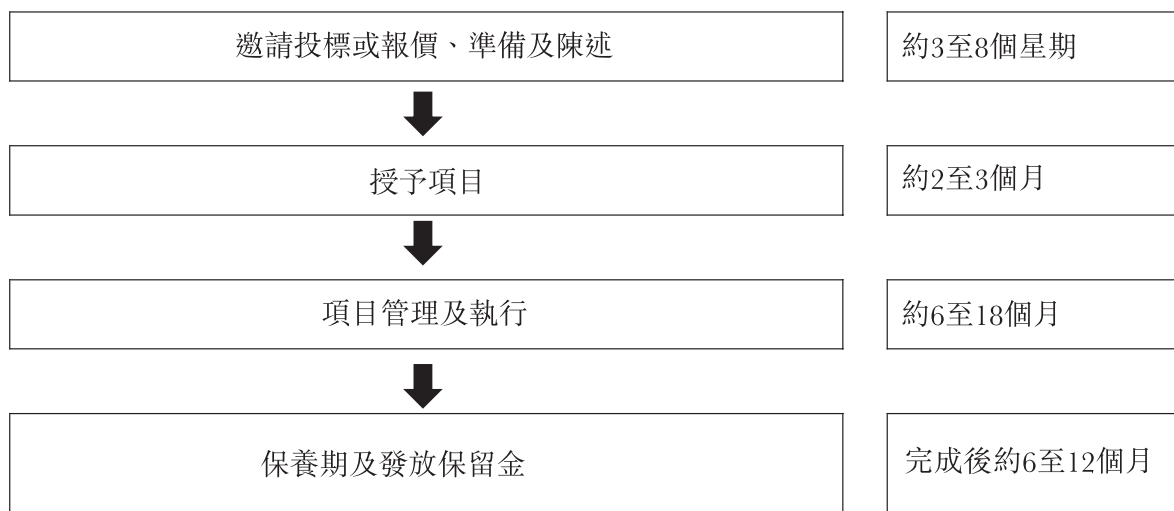 邀請投標或報價、準備及陳述
約3至8個星期
授予項目
約2至3個月
項目管理及執行
約6至18個月
保養期及發放保留金
完成後約6至12個月